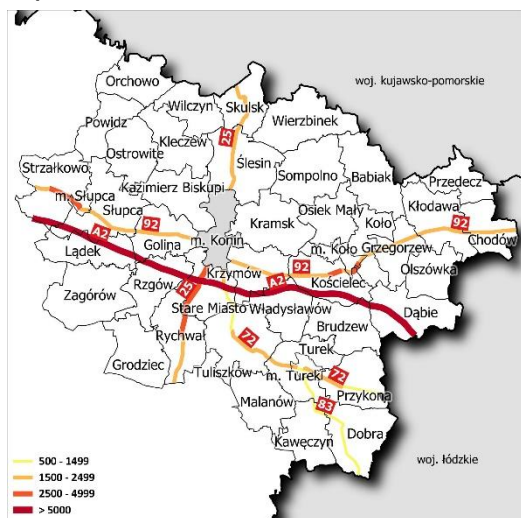 Orchowo
woj. kujawsko-pomorskie
Wilczyn
Skulsk
Powidz
Wierzbinek
Kleczew
25
Ostrowite
Ślesin
Strzałkowo
Sompolno
Babiak
Przedecz
Kazimierz Biskupi
m. Słupca
Słupca
Osiek Mały
Kłodawa
Kramsk
Koło
92
92
Chodów
A2
Golina
m. Konin
m. Koło
Grzegorzew
Lądek
92
Olszówka
Krzymów
A2
Kościelec
Zagórów
Rzgów
25
Stare Miasto
Władysławów
Dąbie
Brudzew
Rychwał
72
Turek
Grodziec
Tuliszków
m. Turek
72
Przykona
Malanów
83
Dobra
Kawęczyn
woj. łódzkie
500 - 1499
1500 - 2499
2500 - 4999
> 5000